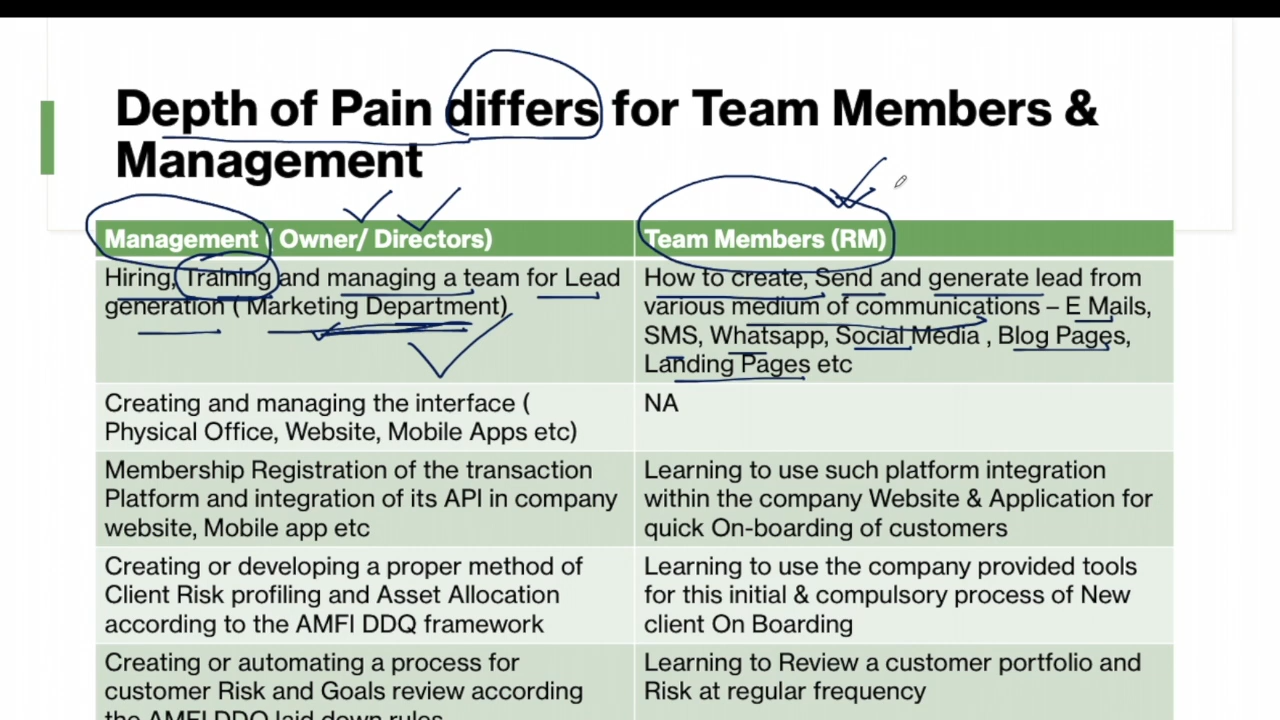 Depth of Pain differs for Team Members &
Management
Management ( Owner/ Directors)
Team Members (RM)
Hiring, Training and managing a team for Lead
generation ( Marketing Department)
How to create, Send and generate lead from
various medium of communications – E Mails,
SMS, Whatsapp, Social Media , Blog Pages,
Landing Pages etc
Creating and managing the interface (
Physical Office, Website, Mobile Apps etc)
NA
Membership Registration of the transaction
Platform and integration of its API in company
website, Mobile app etc
Learning to use such platform integration
within the company Website & Application for
quick On-boarding of customers
Creating or developing a proper method of
Client Risk profiling and Asset Allocation
according to the AMFI DDQ framework
Learning to use the company provided tools
for this initial & compulsory process of New
client On Boarding
Creating or automating a process for
customer Risk and Goals review according
the AMFI DDQ laid down rules
Learning to Review a customer portfolio and
Risk at regular frequency